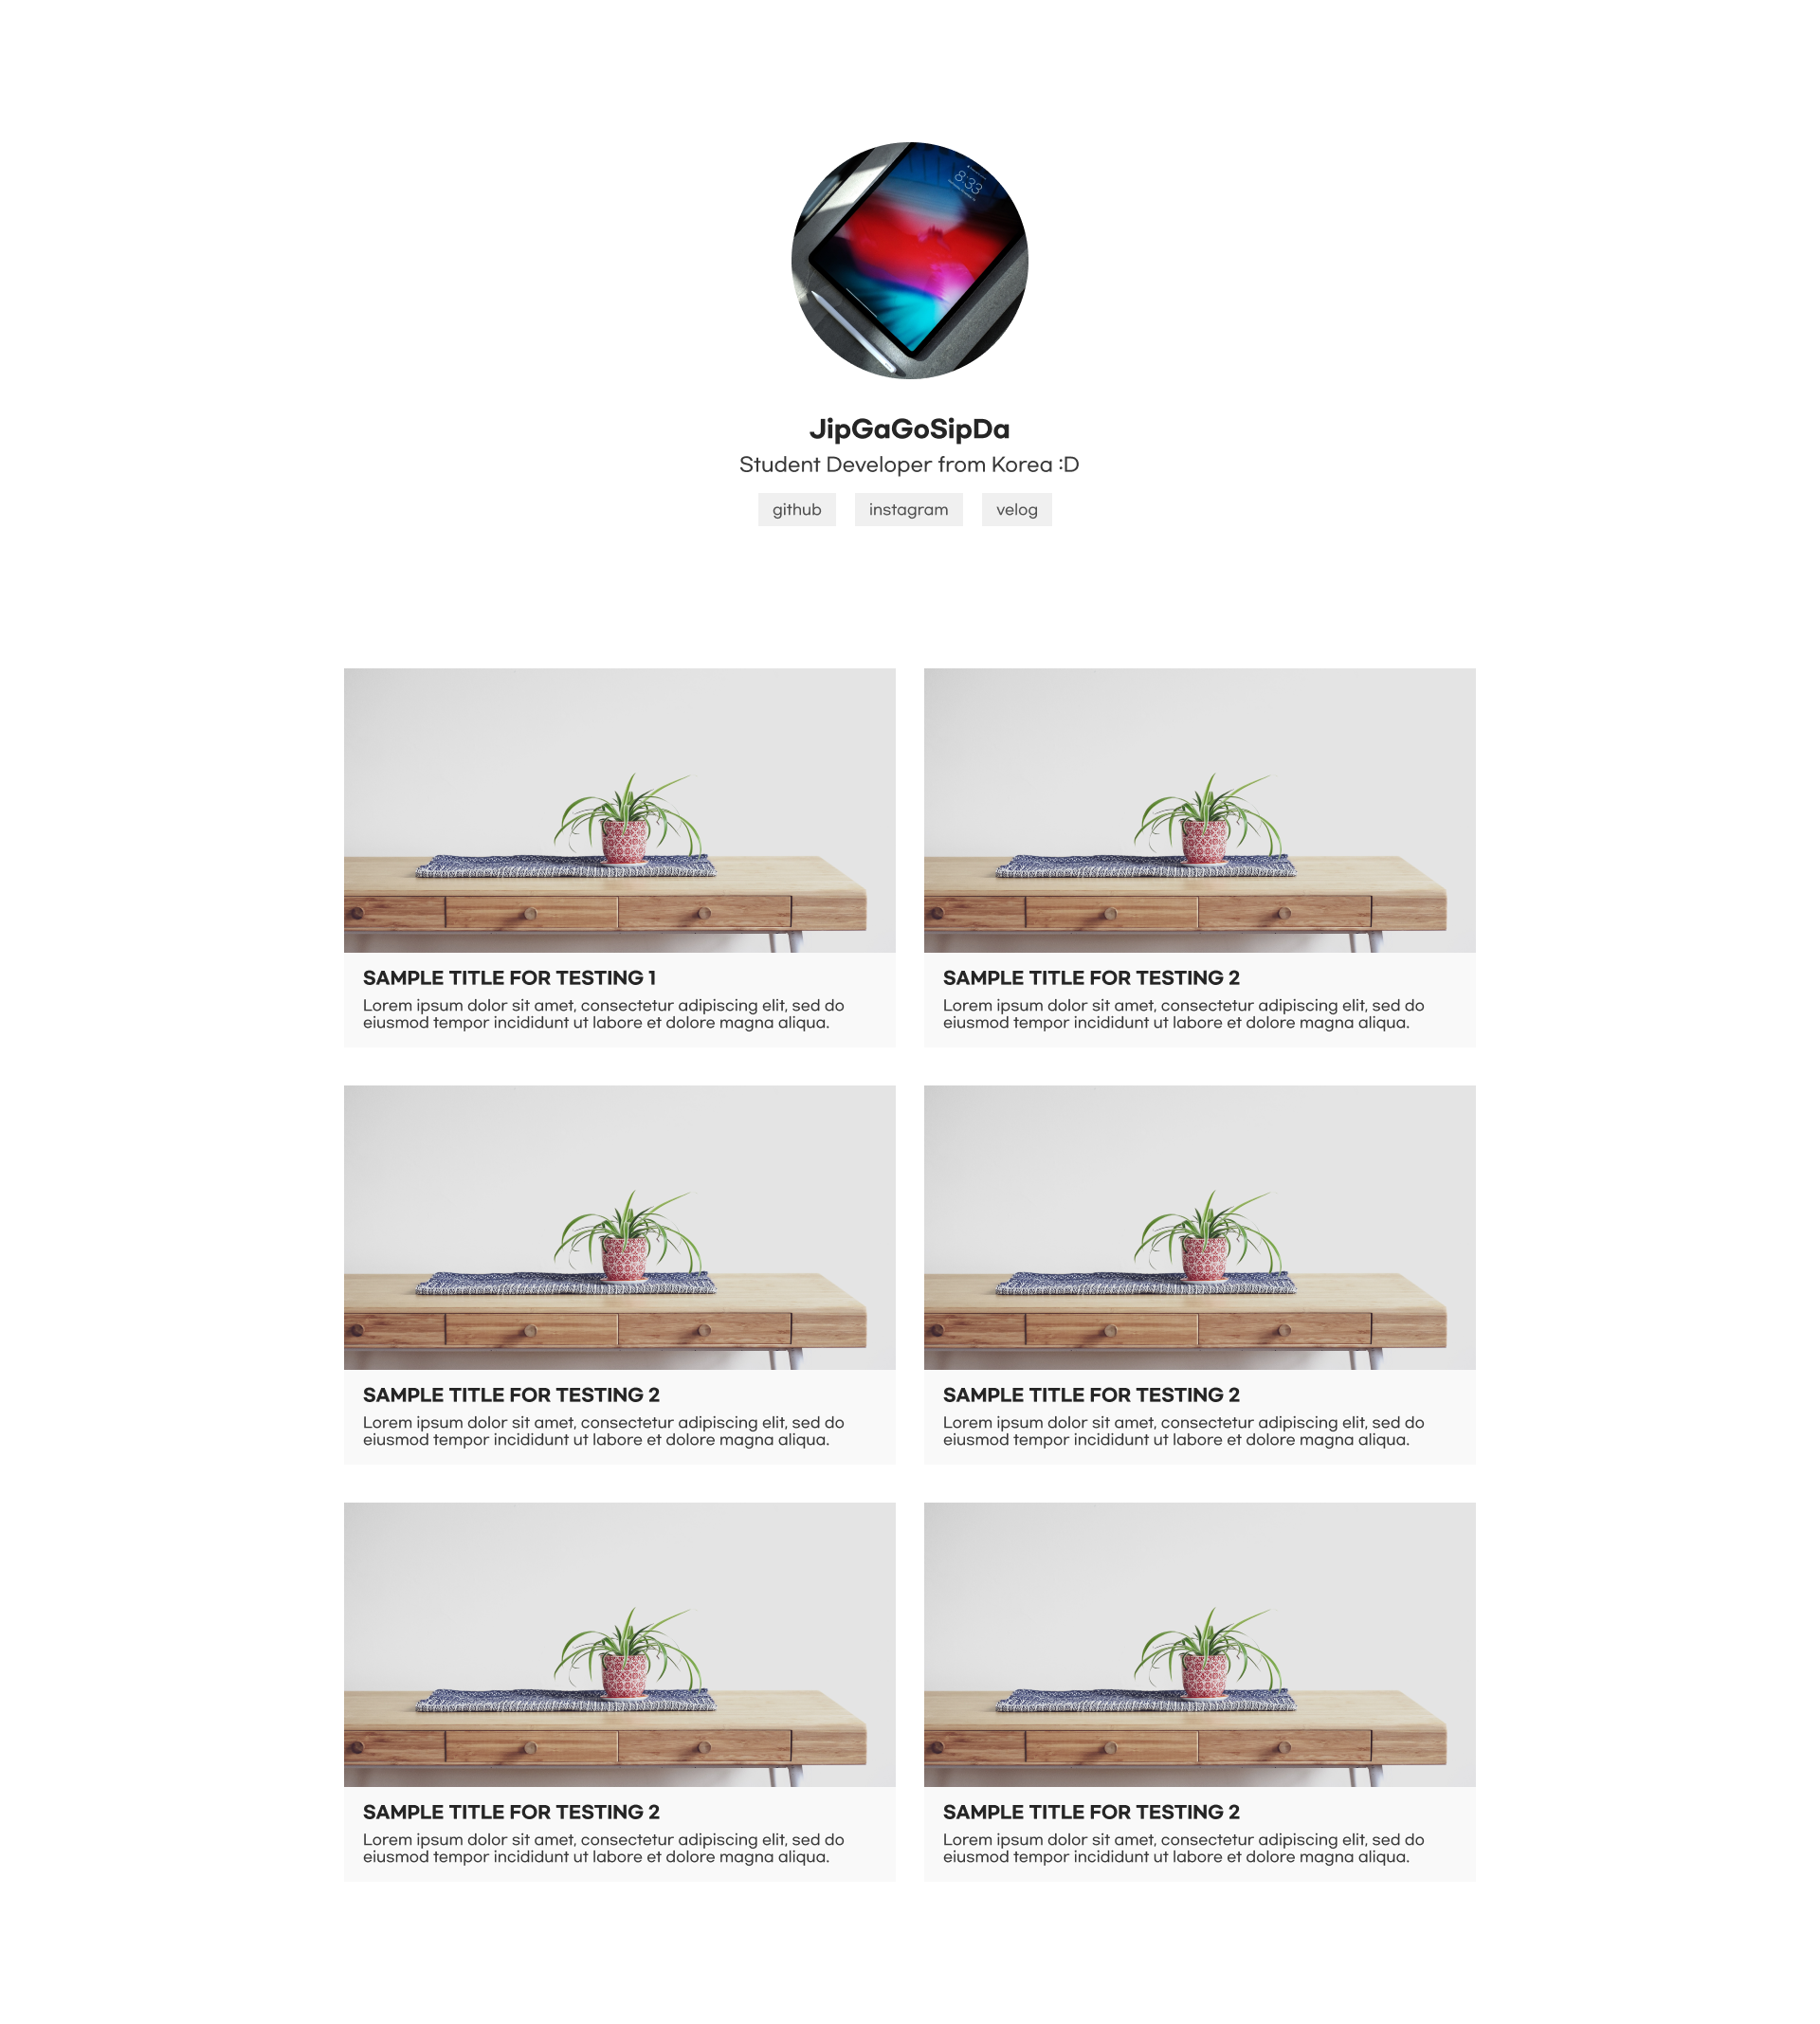 8:33
JipGaGoSipDa
Student Developer from Korea :D
github instagram velog
SAMPLE TITLE FOR TESTING 1
Lorem ipsum dolor sit amet, consectetur adipiscing elit, sed do
eiusmod tempor incididunt ut labore et dolore magna aliqua.
SAMPLE TITLE FOR TESTING 2
Lorem ipsum dolor sit amet, consectetur adipiscing elit, sed do
eiusmod tempor incididunt ut labore et dolore magna aliqua.
SAMPLE TITLE FOR TESTING 2
Lorem ipsum dolor sit amet, consectetur adipiscing elit, sed do
eiusmod tempor incididunt ut labore et dolore magna aliqua.
SAMPLE TITLE FOR TESTING 2
Lorem ipsum dolor sit amet, consectetur adipiscing elit, sed do
eiusmod tempor incididunt ut labore et dolore magna aliqua.
SAMPLE TITLE FOR TESTING 2
Lorem ipsum dolor sit amet, consectetur adipiscing elit, sed do
eiusmod tempor incididunt ut labore et dolore magna aliqua.
SAMPLE TITLE FOR TESTING 2
Lorem ipsum dolor sit amet, consectetur adipiscing elit, sed do
eiusmod tempor incididunt ut labore et dolore magna aliqua.